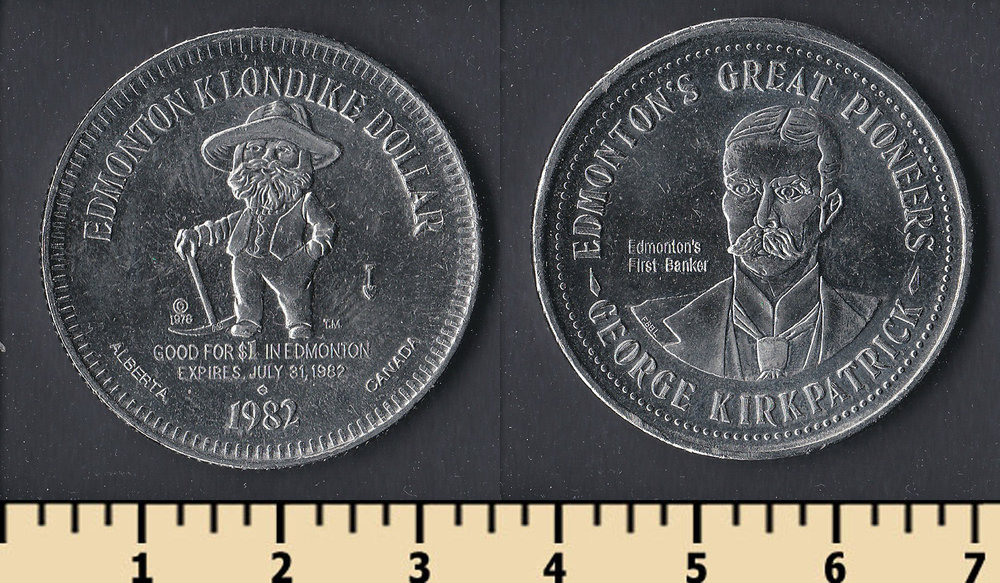 EDMONTON KLONDIKE DOLLAR
© 1978
T.M.
GOOD FOR $1 IN EDMONTON
EXPIRES, JULY 31, 1982
ALBERTA
CANADA
G
1982
EDMONTON'S GREAT PIONEERS
Edmonton's
First Banker
GEORGE KIRKPATRICK
1 2 3 4 5 6 7